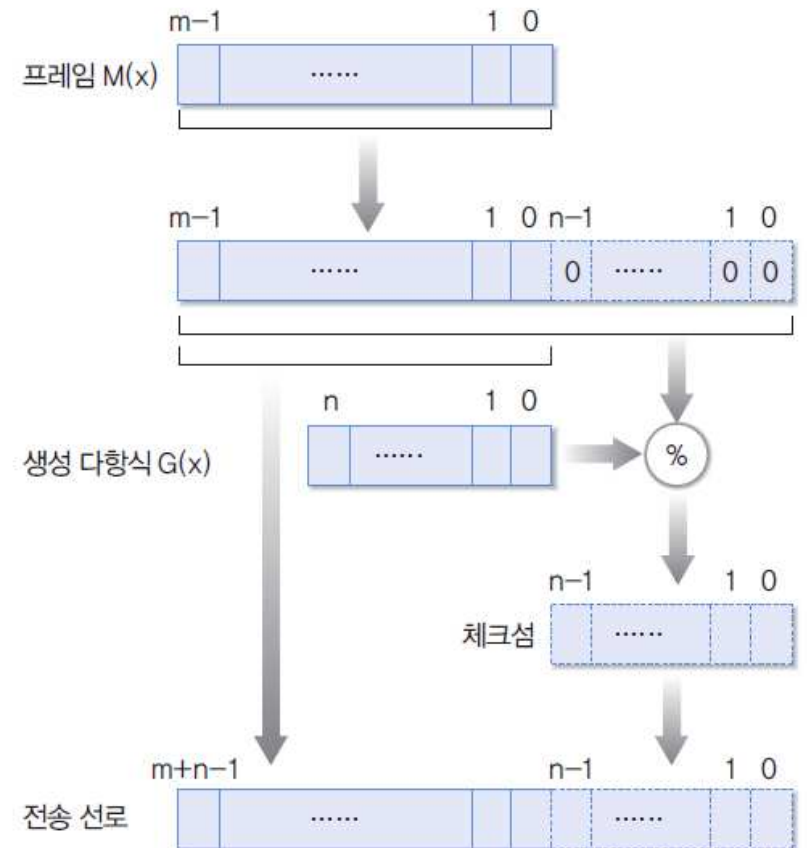 m−1 1 0
프레임 M(x) ......
m−1 1 0 n−1 1 0
...... 0 ...... 0 0
n 1 0
생성 다항식 G(x) ...... %
n−1 1 0
체크섬 ......
m+n−1 n−1 1 0
전송 선로 ...... ......